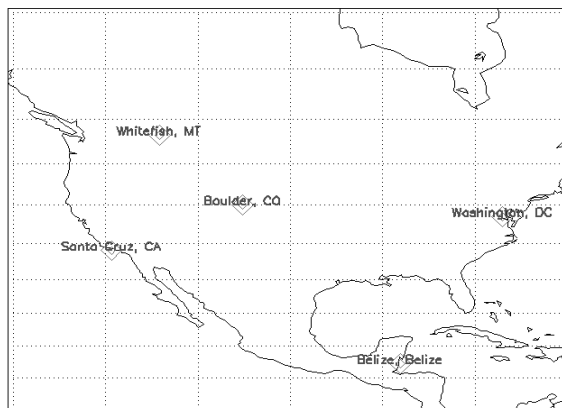 Whitefish, MT
Boulder, CO
Washington, DC
Santa Cruz, CA
Belize, Belize